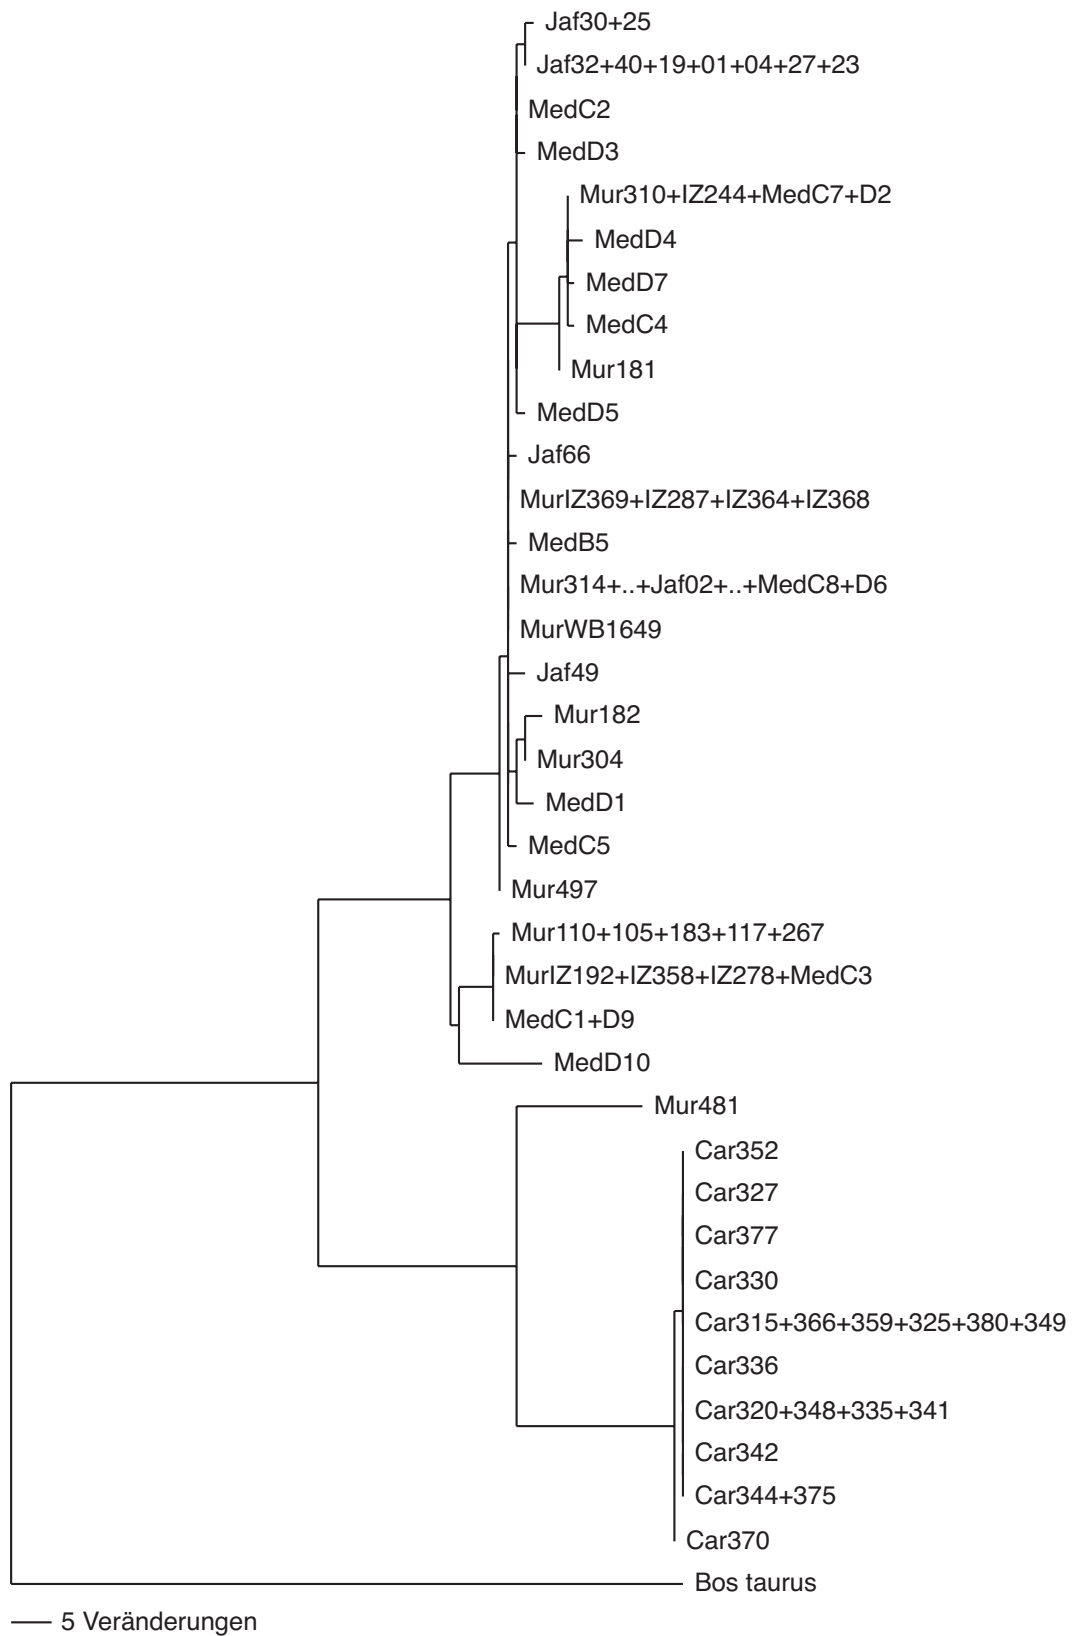 Jaf30+25
Jaf32+40+19+01+04+27+23
MedC2
MedD3
Mur310+IZ244+MedC7+D2
MedD4
MedD7
MedC4
Mur181
MedD5
Jaf66
MurIZ369+IZ287+IZ364+IZ368
MedB5
Mur314+..+Jaf02+..+MedC8+D6
MurWB1649
Jaf49
Mur182
Mur304
MedD1
MedC5
Mur497
Mur110+105+183+117+267
MurIZ192+IZ358+IZ278+MedC3
MedC1+D9
MedD10
Mur481
Car352
Car327
Car377
Car330
Car315+366+359+325+380+349
Car336
Car320+348+335+341
Car342
Car344+375
Car370
Bos taurus
5 Veränderungen